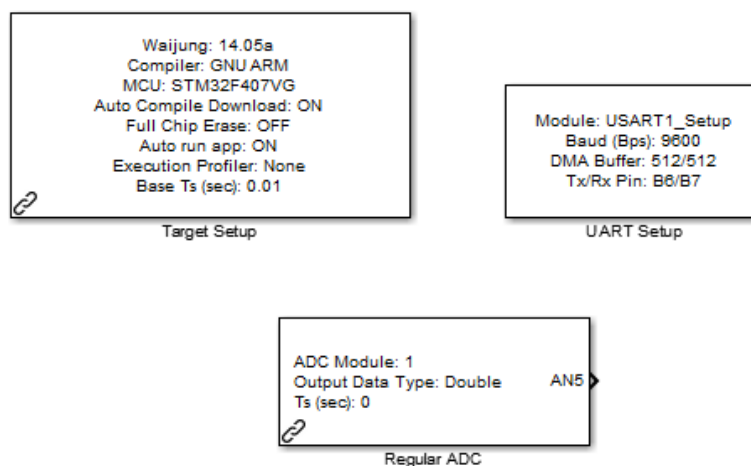 Waijung: 14.05a
Compiler: GNU ARM
MCU: STM32F407VG
Auto Compile Download: ON
Full Chip Erase: OFF
Auto run app: ON
Execution Profiler: None
Base Ts (sec): 0.01
Target Setup
Module: USART1_Setup
Baud (Bps): 9600
DMA Buffer: 512/512
Tx/Rx Pin: B6/B7
UART Setup
ADC Module: 1
Output Data Type: Double
Ts (sec): 0
AN5
Regular ADC